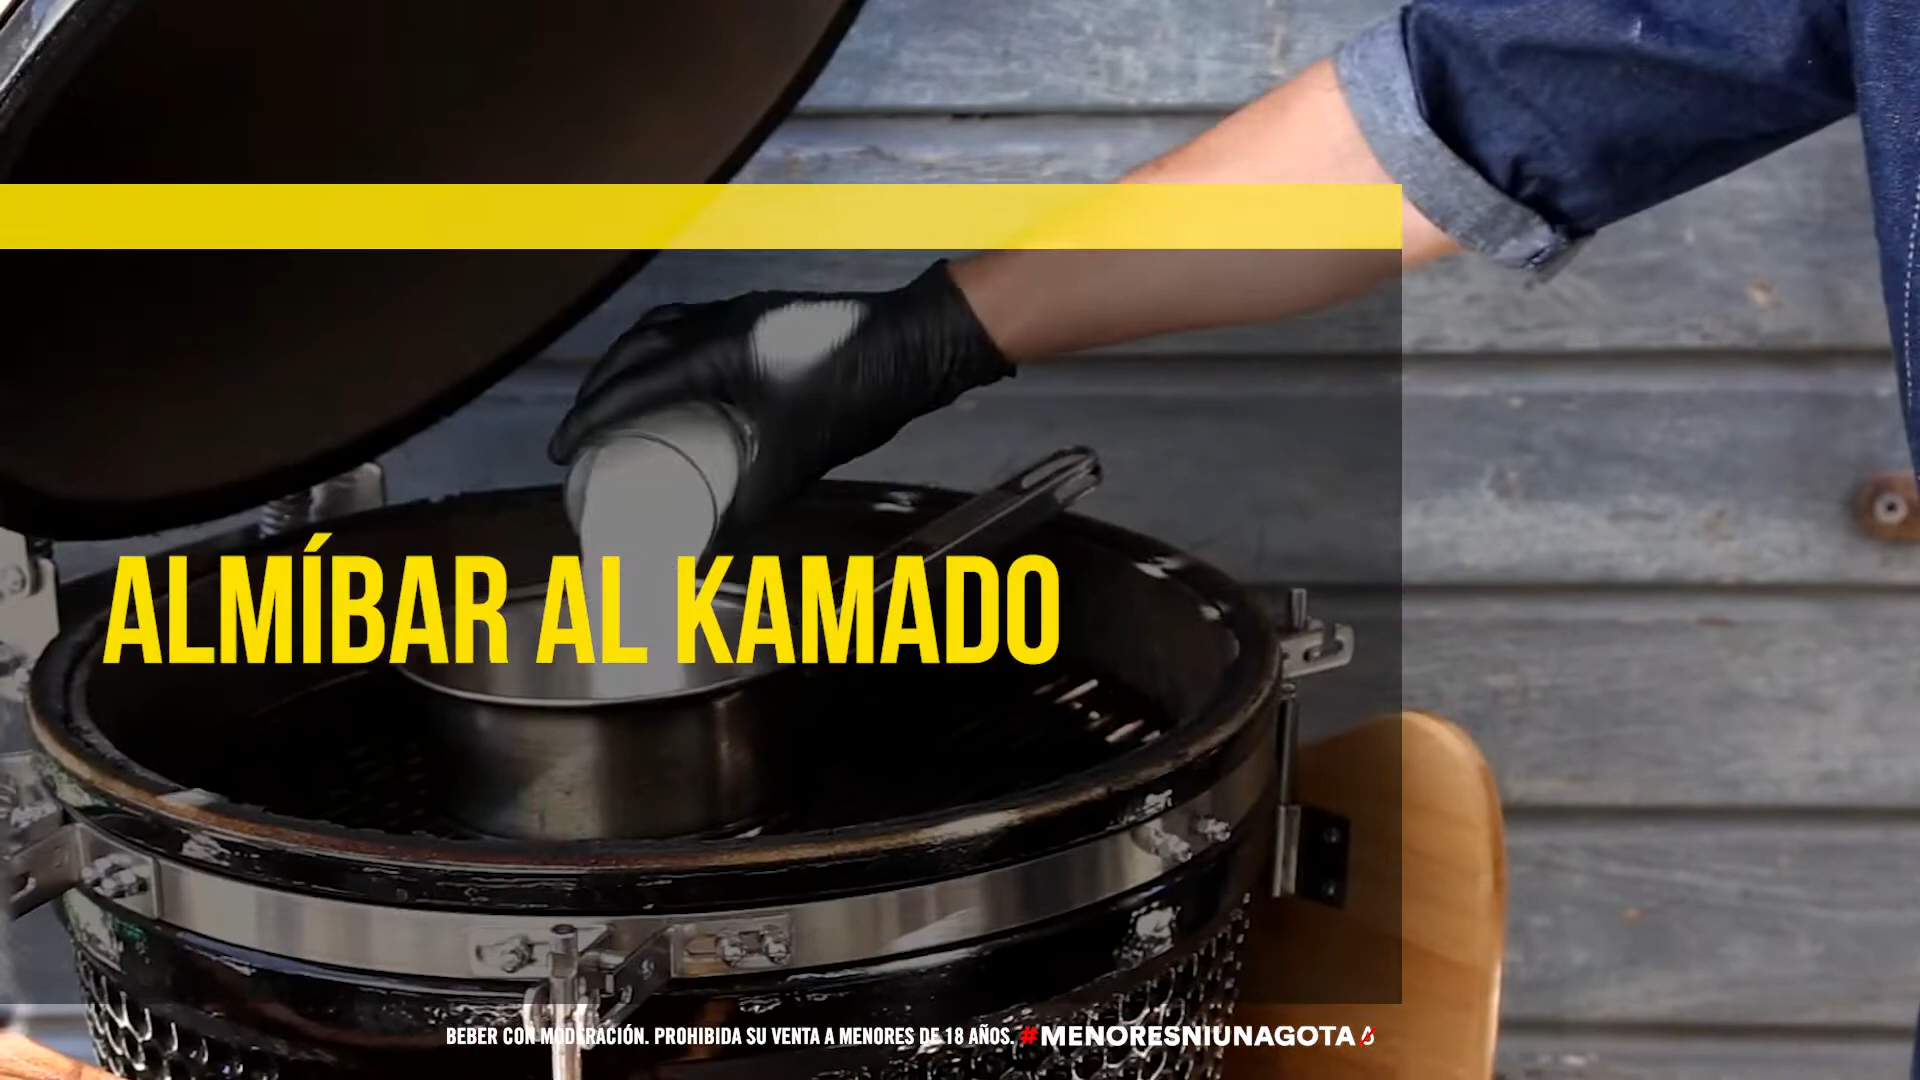 ALMÍBAR AL KAMADO
BEBER CON MODERACIÓN. PROHIBIDA SU VENTA A MENORES DE 18 AÑOS. #MENORESNIUNAGOTA